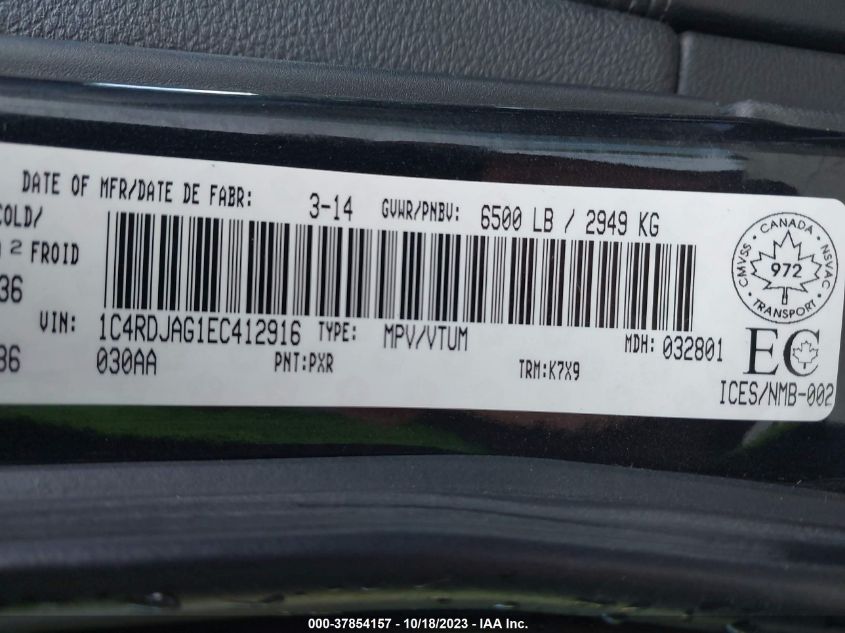 DATE OF MFR/DATE DE FABR: 3-14 GVWR/PNBV: 6500 LB / 2949 KG
COLD/
2 FROID
36
VIN: 1C4RDJAG1EC412916 TYPE: MPV/VTUM MDH: 032801
36 030AA PNT:PXR TRM:K7X9
CANADA
CMVSS NSVAC
972
TRANSPORT
EC
ICES/NMB-002
000-37854157 - 10/18/2023 - IAA Inc.